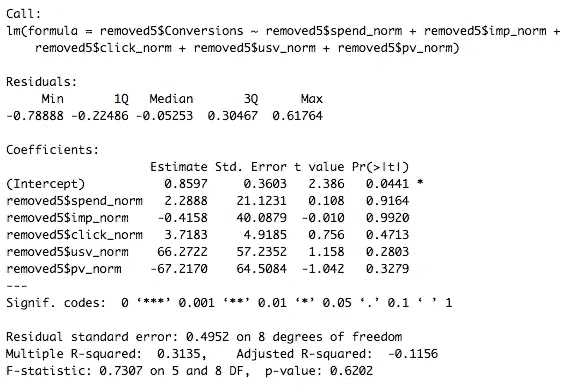 Call:
lm(formula = removed5$Conversions ~ removed5$spend_norm + removed5$imp_norm +
    removed5$click_norm + removed5$usv_norm + removed5$pv_norm)
Residuals:
     Min       1Q   Median       3Q      Max
-0.78888 -0.22486 -0.05253  0.30467  0.61764
Coefficients:
                    Estimate Std. Error t value Pr(>|t|)
(Intercept)           0.8597     0.3603   2.386   0.0441 *
removed5$spend_norm   2.2888    21.1231   0.108   0.9164
removed5$imp_norm    -0.4158    40.0879  -0.010   0.9920
removed5$click_norm   3.7183     4.9185   0.756   0.4713
removed5$usv_norm    66.2722    57.2352   1.158   0.2803
removed5$pv_norm    -67.2170    64.5084  -1.042   0.3279
---
Signif. codes:  0 ‘***’ 0.001 ‘**’ 0.01 ‘*’ 0.05 ‘.’ 0.1 ‘ ’ 1
Residual standard error: 0.4952 on 8 degrees of freedom
Multiple R-squared:  0.3135,    Adjusted R-squared:  -0.1156
F-statistic: 0.7307 on 5 and 8 DF,  p-value: 0.6202